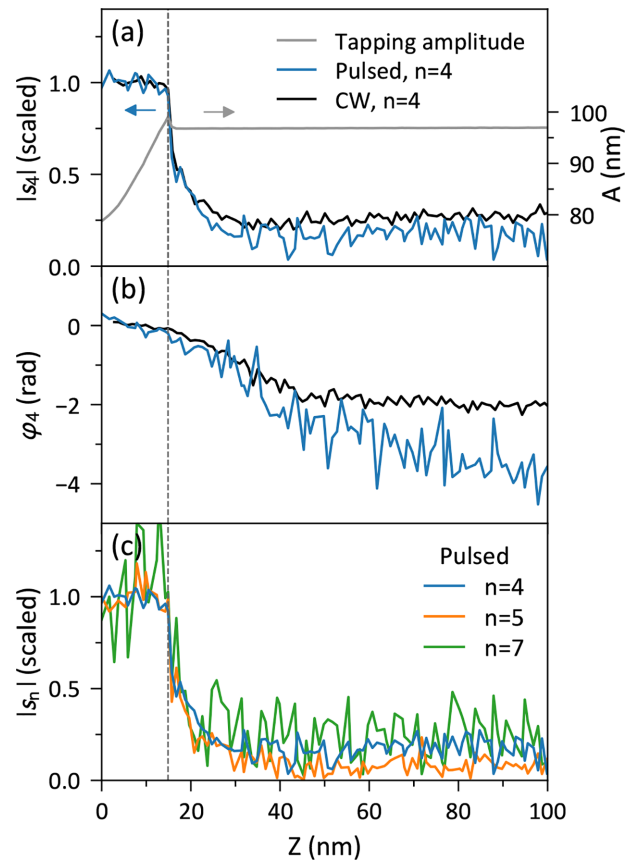 (a)
Tapping amplitude
Pulsed, n=4
CW, n=4
|s₄| (scaled)
1.0
0.5
0.0
100
90
80
A (nm)
(b)
φ₄ (rad)
0
−2
−4
(c)
Pulsed
n=4
n=5
n=7
|sₙ| (scaled)
1.0
0.5
0.0
0 20 40 60 80 100
Z (nm)